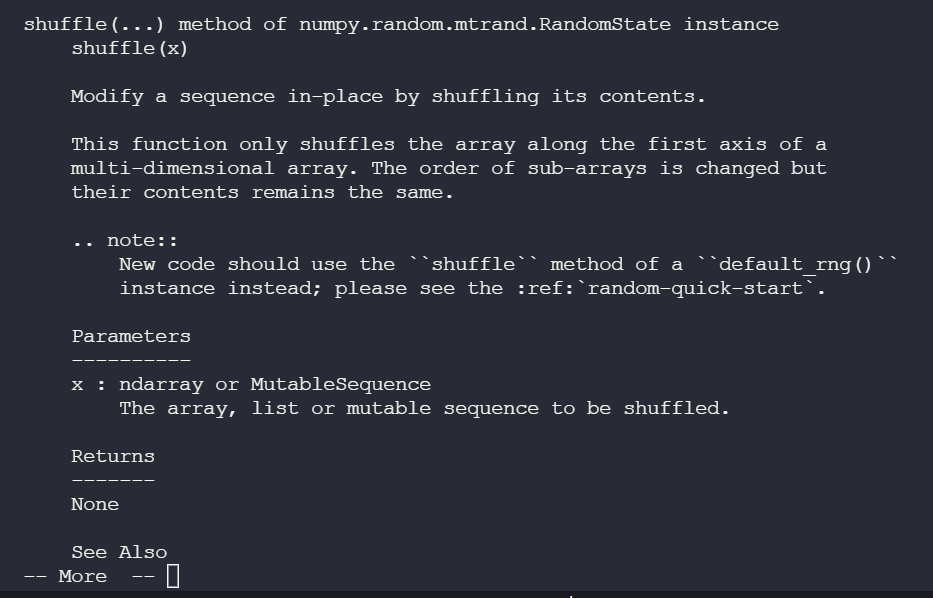 shuffle(...) method of numpy.random.mtrand.RandomState instance
shuffle(x)
Modify a sequence in-place by shuffling its contents.
This function only shuffles the array along the first axis of a
multi-dimensional array. The order of sub-arrays is changed but
their contents remains the same.
.. note::
New code should use the ``shuffle`` method of a ``default_rng()``
instance instead; please see the :ref:`random-quick-start`.
Parameters
----------
x : ndarray or MutableSequence
The array, list or mutable sequence to be shuffled.
Returns
-------
None
See Also
-- More --